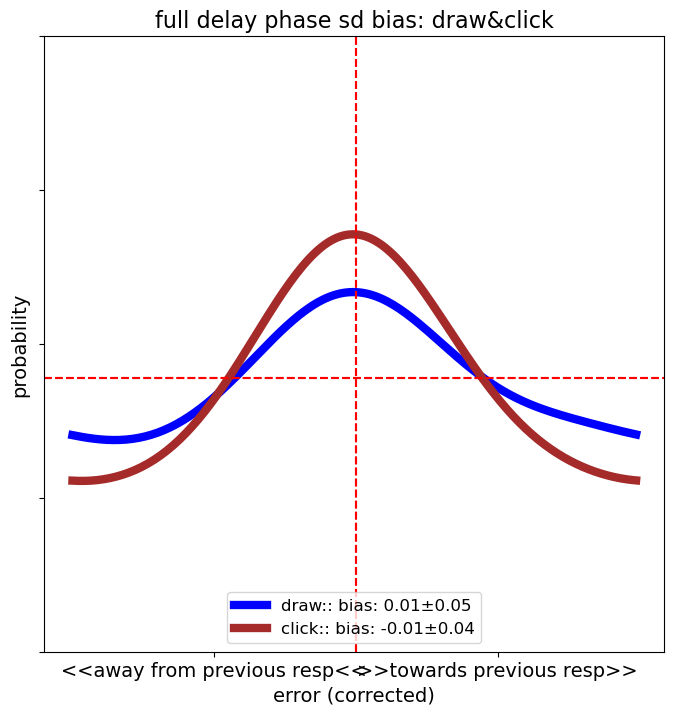 full delay phase sd bias: draw&click
probability
draw:: bias: 0.01±0.05
click:: bias: -0.01±0.04
<<away from previous resp<<
>>towards previous resp>>
error (corrected)